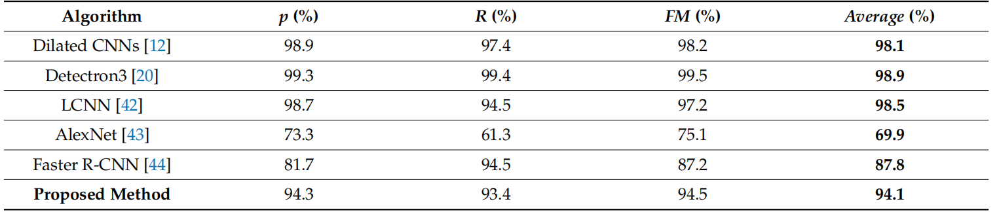 Algorithm p (%) R (%) FM (%) Average (%)
Dilated CNNs [12] 98.9 97.4 98.2 98.1
Detectron3 [20] 99.3 99.4 99.5 98.9
LCNN [42] 98.7 94.5 97.2 98.5
AlexNet [43] 73.3 61.3 75.1 69.9
Faster R-CNN [44] 81.7 94.5 87.2 87.8
Proposed Method 94.3 93.4 94.5 94.1